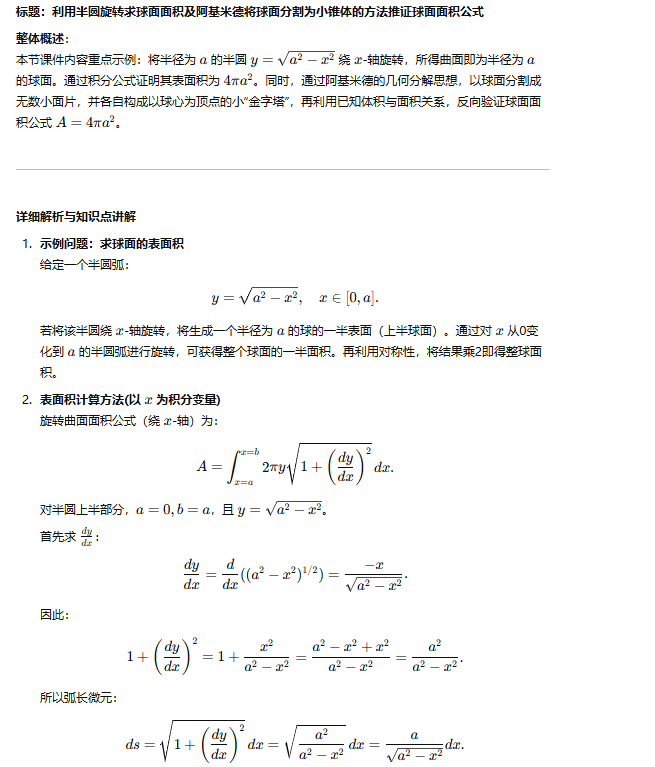 标题：利用半圆旋转求球面面积及阿基米德将球面分割为小锥体的方法推证球面面积公式
整体概述：
本节课件内容重点示例：将半径为 a 的半圆 y = √(a² − x²) 绕 x-轴旋转，所得曲面即为半径为 a
的球面。通过积分公式证明其表面积为 4πa²。同时，通过阿基米德的几何分解思想，以球面分割成
无数小面片，并各自构成以球心为顶点的小“金字塔”，再利用已知体积与面积关系，反向验证球面面
积公式 A = 4πa²。
详细解析与知识点讲解
1. 示例问题：求球面的表面积
给定一个半圆弧：
y = √(a² − x²), x ∈ [0, a].
若将该半圆绕 x-轴旋转，将生成一个半径为 a 的球的一半表面（上半球面）。通过对 x 从0变
化到 a 的半圆弧进行旋转，可获得整个球面的一半面积。再利用对称性，将结果乘2即得整球面
积。
2. 表面积计算方法(以 x 为积分变量)
旋转曲面面积公式（绕 x-轴）为：
A = ∫_{x=a}^{x=b} 2πy √(1 + (dy/dx)²) dx.
对半圆上半部分，a = 0, b = a，且 y = √(a² − x²)。
首先求 dy/dx：
dy/dx = d/dx((a² − x²)^{1/2}) = −x/√(a² − x²).
因此：
1 + (dy/dx)² = 1 + x²/(a² − x²) = (a² − x² + x²)/(a² − x²) = a²/(a² − x²).
所以弧长微元：
ds = √(1 + (dy/dx)²) dx = √(a²/(a² − x²)) dx = a/√(a² − x²) dx.